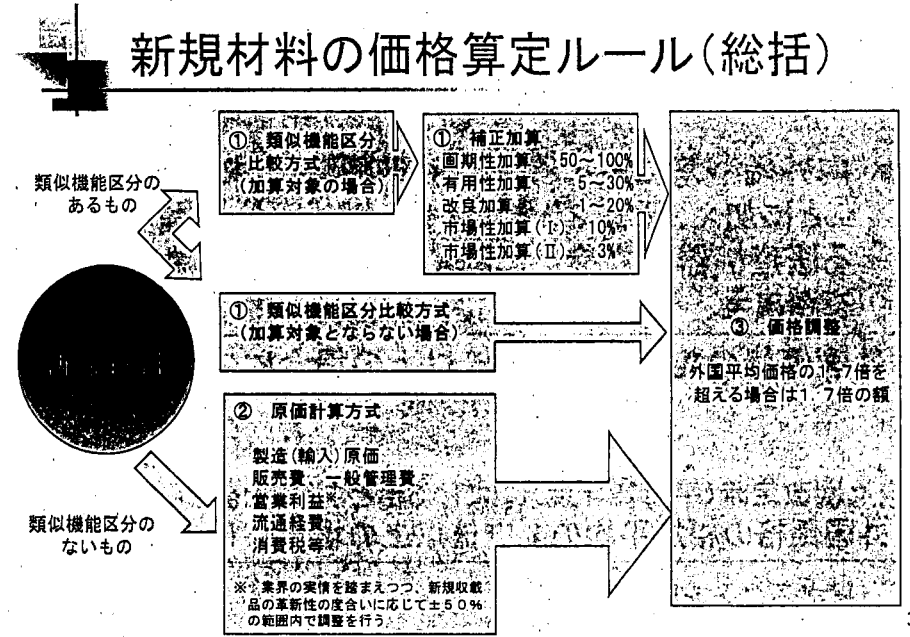 新規材料の価格算定ルール(総括)
類似機能区分の
あるもの
① 類似機能区分
比較方式
(加算対象の場合)
① 補正加算
画期性加算 50～100%
有用性加算 5～30%
改良加算 1～20%
市場性加算(Ⅰ) 10%
市場性加算(Ⅱ) 3%
① 類似機能区分比較方式
(加算対象とならない場合)
② 原価計算方式
製造(輸入)原価
販売費、一般管理費
営業利益※
流通経費
消費税等
※ 業界の実情を踏まえつつ、新規収載
品の革新性の度合いに応じて±50%
の範囲内で調整を行う
類似機能区分の
ないもの
③ 価格調整
外国平均価格の1.7倍を
超える場合は1.7倍の額